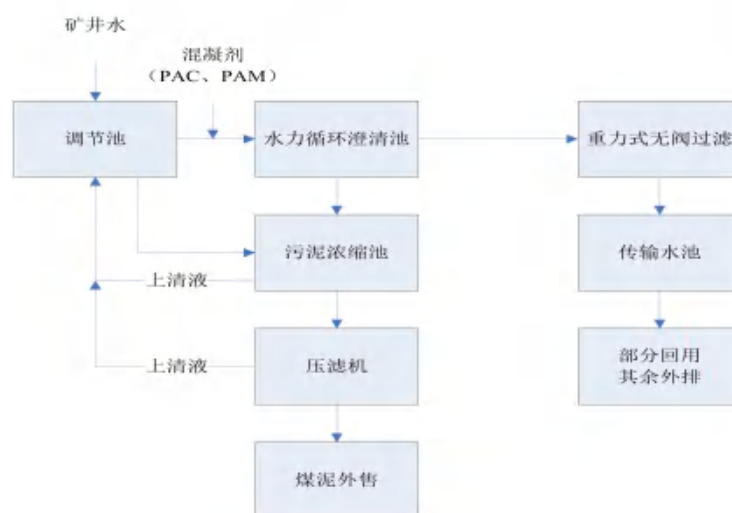 矿井水
混凝剂
（PAC、PAM）
调节池
水力循环澄清池
重力式无阀过滤
污泥浓缩池
传输水池
上清液
压滤机
部分回用
其余外排
上清液
煤泥外售